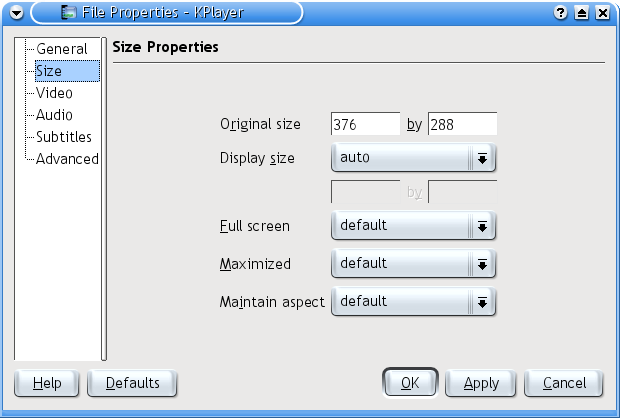 File Properties - KPlayer
General
Size
Video
Audio
Subtitles
Advanced
Size Properties
Original size 376 by 288
Display size auto
by
Full screen default
Maximized default
Maintain aspect default
Help Defaults OK Apply Cancel